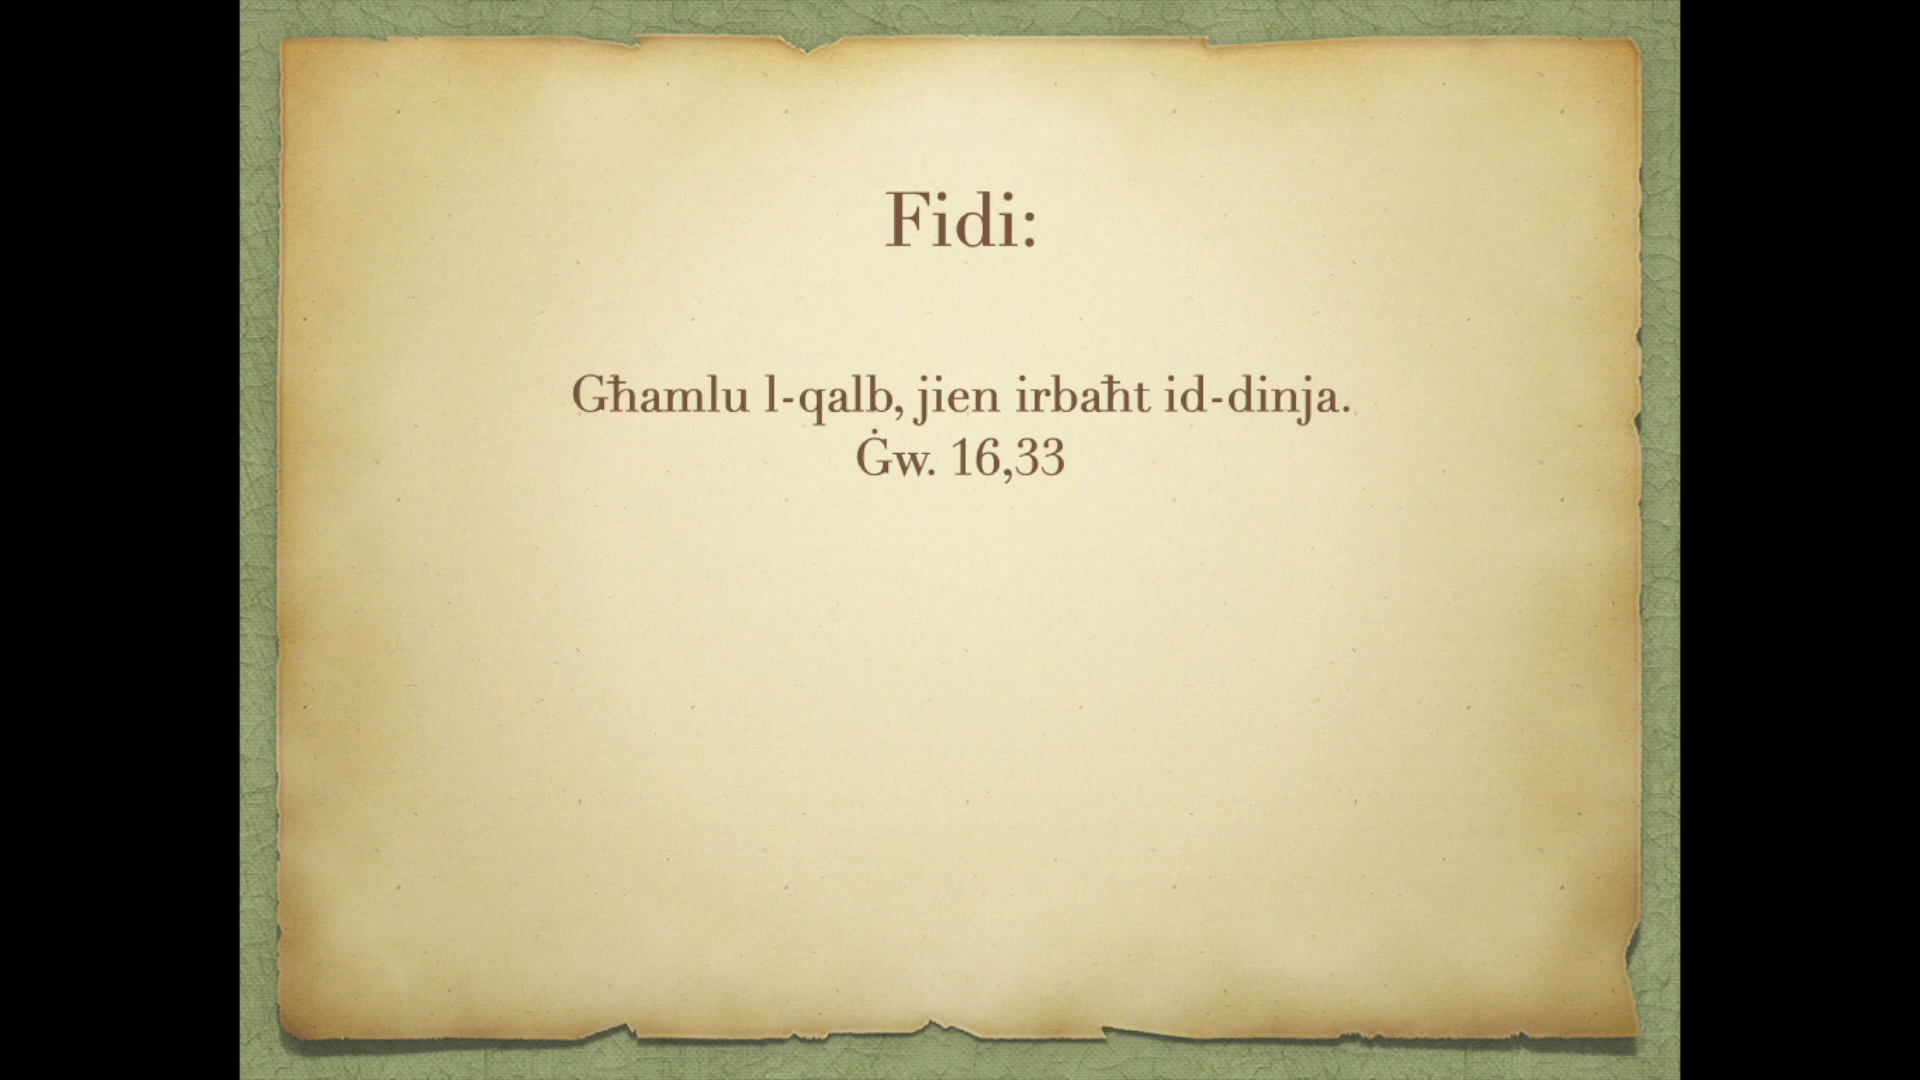 Fidi:
Għamlu l-qalb, jien irbaħt id-dinja.
Ġw. 16,33